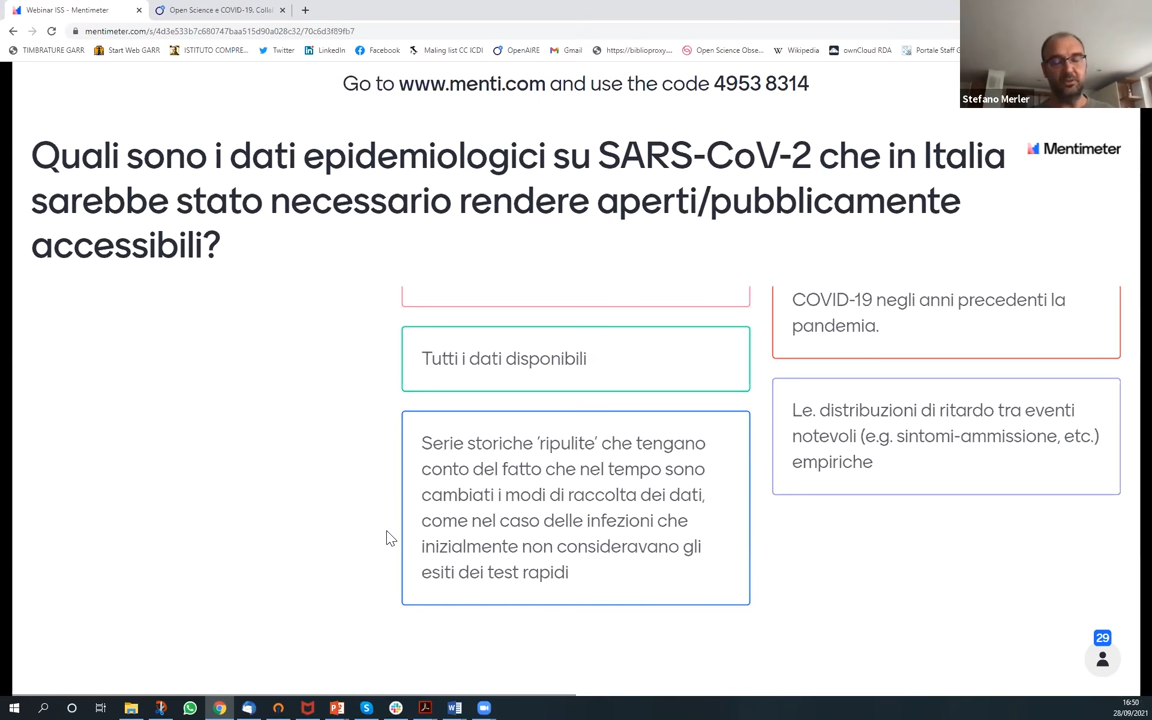 Webinar ISS - Mentimeter
Open Science e COVID-19. Collo
mentimeter.com/s/4d3e533b7c680747baa515d90a028c32/70c6d3f89fb7
TIMBRATURE GARR
Start Web GARR
ISTITUTO COMPRE...
Twitter
LinkedIn
Facebook
Maling list CC ICDI
OpenAIRE
Gmail
https://biblioproxy...
Open Science Obse...
Wikipedia
ownCloud RDA
Portale Staff G
Stefano Merler
Go to www.menti.com and use the code 4953 8314
Mentimeter
Quali sono i dati epidemiologici su SARS-CoV-2 che in Italia
sarebbe stato necessario rendere aperti/pubblicamente
accessibili?
Tutti i dati disponibili
Serie storiche 'ripulite' che tengano
conto del fatto che nel tempo sono
cambiati i modi di raccolta dei dati,
come nel caso delle infezioni che
inizialmente non consideravano gli
esiti dei test rapidi
COVID-19 negli anni precedenti la
pandemia.
Le. distribuzioni di ritardo tra eventi
notevoli (e.g. sintomi-ammissione, etc.)
empiriche
29
16:50
28/09/2021